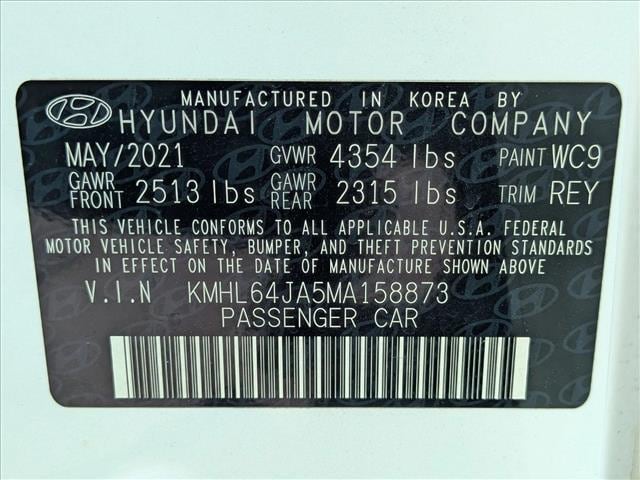 MANUFACTURED IN KOREA BY
HYUNDAI MOTOR COMPANY
MAY/2021 GVWR 4354 lbs PAINT WC9
GAWR FRONT 2513 lbs GAWR REAR 2315 lbs TRIM REY
THIS VEHICLE CONFORMS TO ALL APPLICABLE U.S.A. FEDERAL
MOTOR VEHICLE SAFETY, BUMPER, AND THEFT PREVENTION STANDARDS
IN EFFECT ON THE DATE OF MANUFACTURE SHOWN ABOVE
V.I.N KMHL64JA5MA158873
PASSENGER CAR